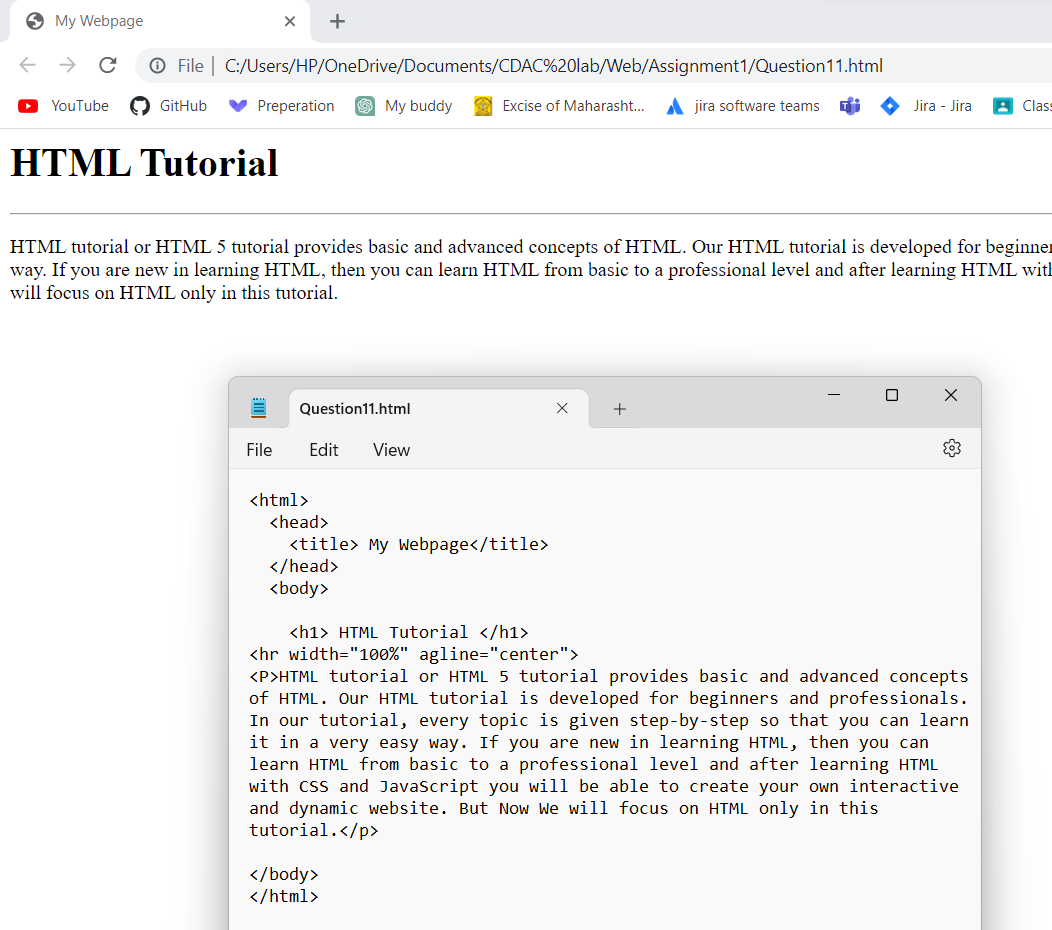 My Webpage
File | C:/Users/HP/OneDrive/Documents/CDAC%20lab/Web/Assignment1/Question11.html
YouTube GitHub Preperation My buddy Excise of Maharasht... jira software teams Jira - Jira
HTML Tutorial
HTML tutorial or HTML 5 tutorial provides basic and advanced concepts of HTML. Our HTML tutorial is developed for
way. If you are new in learning HTML, then you can learn HTML from basic to a professional level and after learning HTML
will focus on HTML only in this tutorial.
Question11.html
File Edit View
<html>
<head>
<title> My Webpage</title>
</head>
<body>
<h1> HTML Tutorial </h1>
<hr width="100%" agline="center">
<P>HTML tutorial or HTML 5 tutorial provides basic and advanced concepts
of HTML. Our HTML tutorial is developed for beginners and professionals.
In our tutorial, every topic is given step-by-step so that you can learn
it in a very easy way. If you are new in learning HTML, then you can
learn HTML from basic to a professional level and after learning HTML
with CSS and JavaScript you will be able to create your own interactive
and dynamic website. But Now We will focus on HTML only in this
tutorial.</p>
</body>
</html>